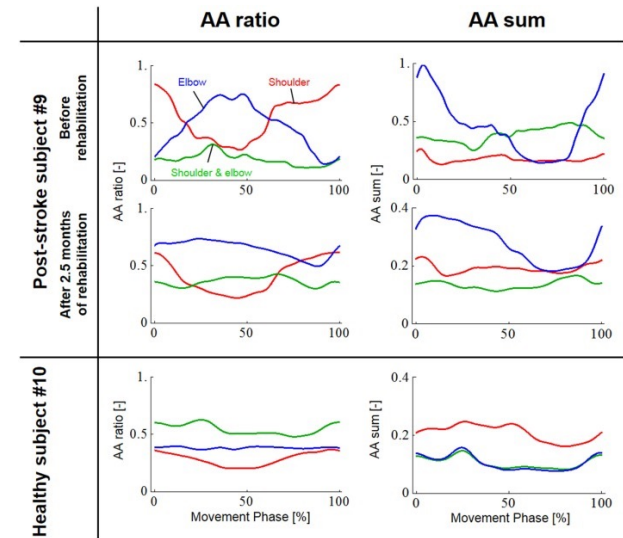 AA ratio
AA sum
Post-stroke subject #9
Before
rehabilitation
AA ratio [-]
1.
0.5
0
0
50
100
Elbow
Shoulder
Shoulder & elbow
AA sum [-]
1.
0.5
0
0
50
100
After 2.5 months
of rehabilitation
1.
0.5
0
0
50
100
0.4
0.2
0
0
50
100
Healthy subject #10
AA ratio [-]
1.
0.5
0
0
50
100
Movement Phase [%]
AA sum [-]
0.4
0.2
0
0
50
100
Movement Phase [%]